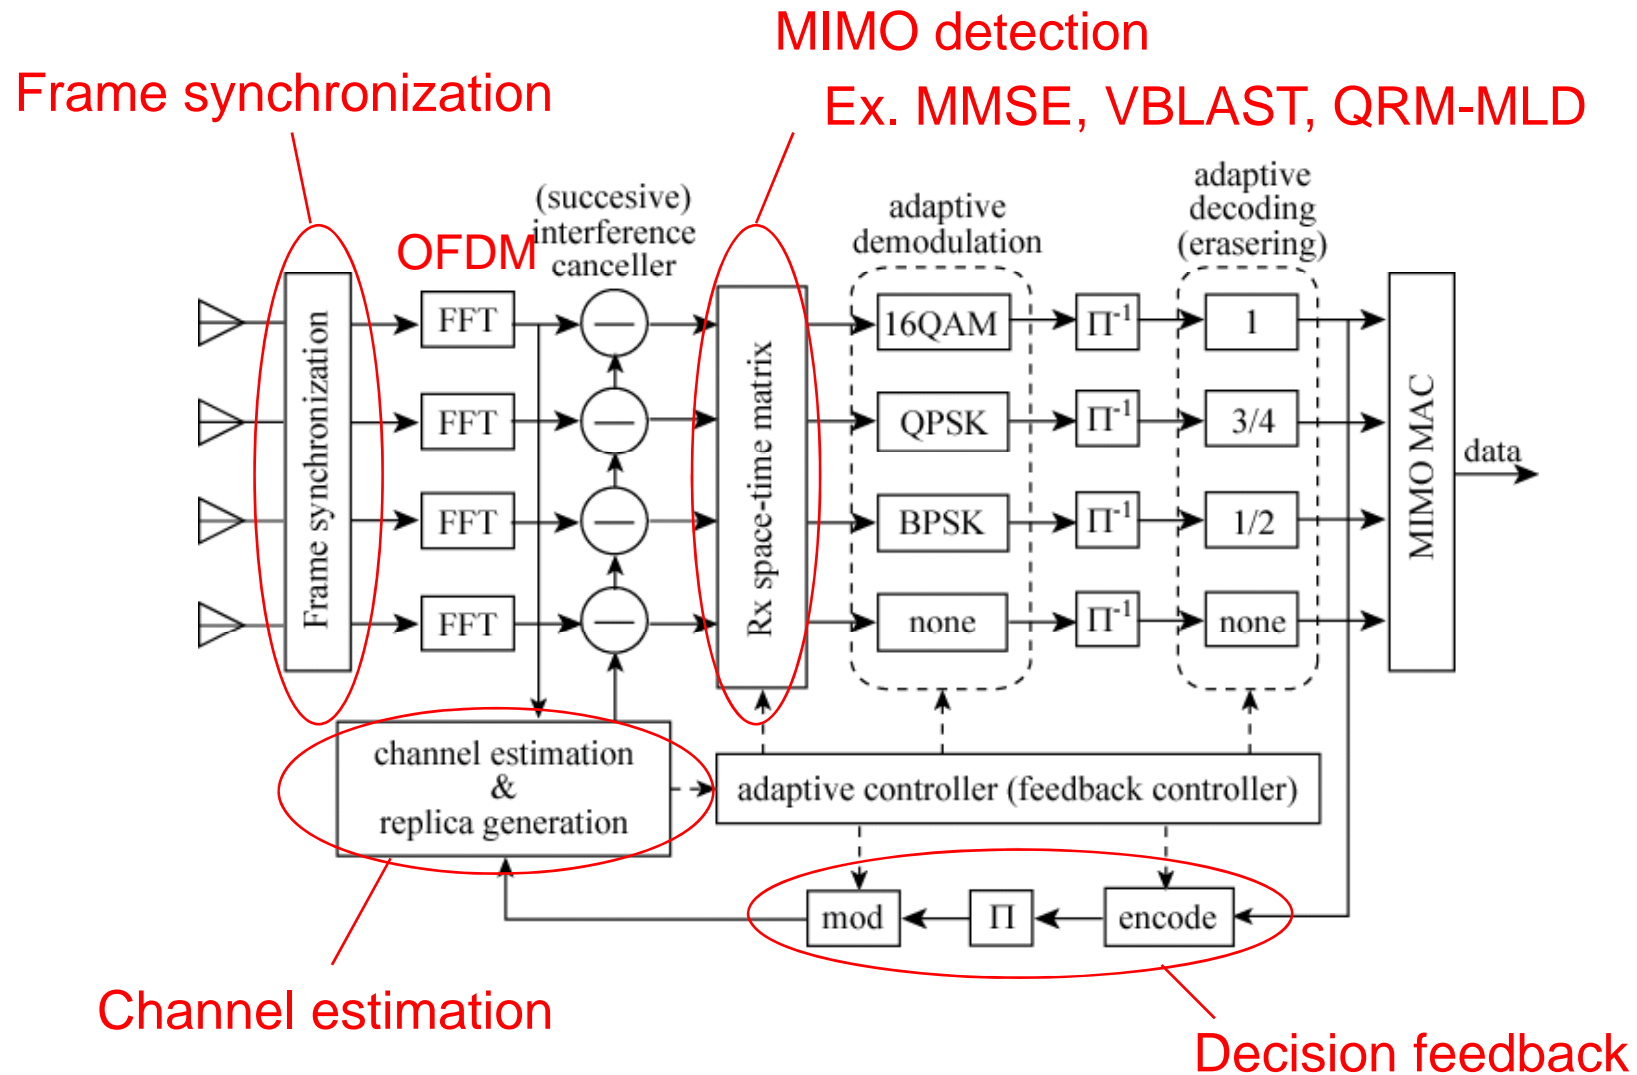 MIMO detection
Frame synchronization
Ex. MMSE, VBLAST, QRM-MLD
(succesive)
interference
canceller
OFDM
adaptive
demodulation
adaptive
decoding
(erasering)
Frame synchronization
FFT
FFT
FFT
FFT
—
—
—
—
Rx space-time matrix
16QAM
QPSK
BPSK
none
Π-1
Π-1
Π-1
Π-1
1
3/4
1/2
none
MIMO MAC
data
channel estimation
&
replica generation
adaptive controller (feedback controller)
mod
Π
encode
Channel estimation
Decision feedback